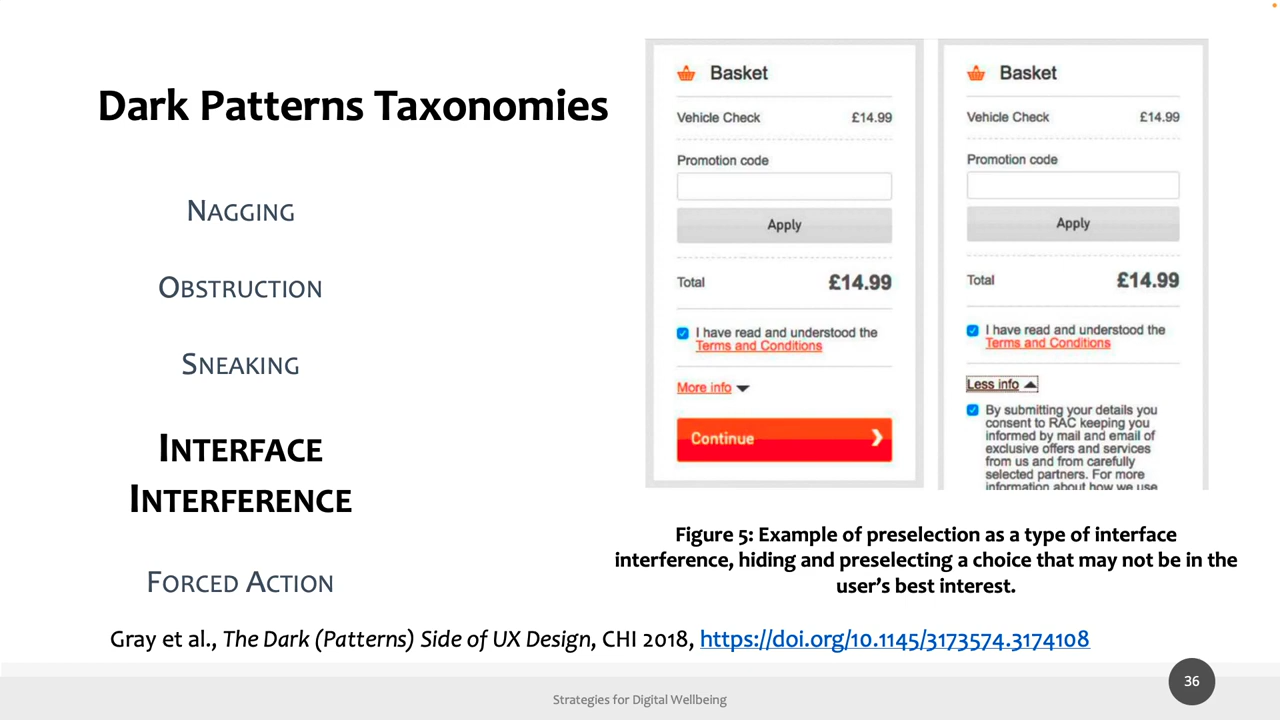 Dark Patterns Taxonomies
NAGGING
OBSTRUCTION
SNEAKING
INTERFACE
INTERFERENCE
FORCED ACTION
Basket
Vehicle Check £14.99
Promotion code
Apply
Total £14.99
I have read and understood the
Terms and Conditions
More info
Continue
Basket
Vehicle Check £14.99
Promotion code
Apply
Total £14.99
I have read and understood the
Terms and Conditions
Less info
By submitting your details you
consent to RAC keeping you
informed by mail and email of
exclusive offers and services
from us and from carefully
selected partners. For more
information about how we use
Figure 5: Example of preselection as a type of interface
interference, hiding and preselecting a choice that may not be in the
user's best interest.
Gray et al., The Dark (Patterns) Side of UX Design, CHI 2018, https://doi.org/10.1145/3173574.3174108
Strategies for Digital Wellbeing
36